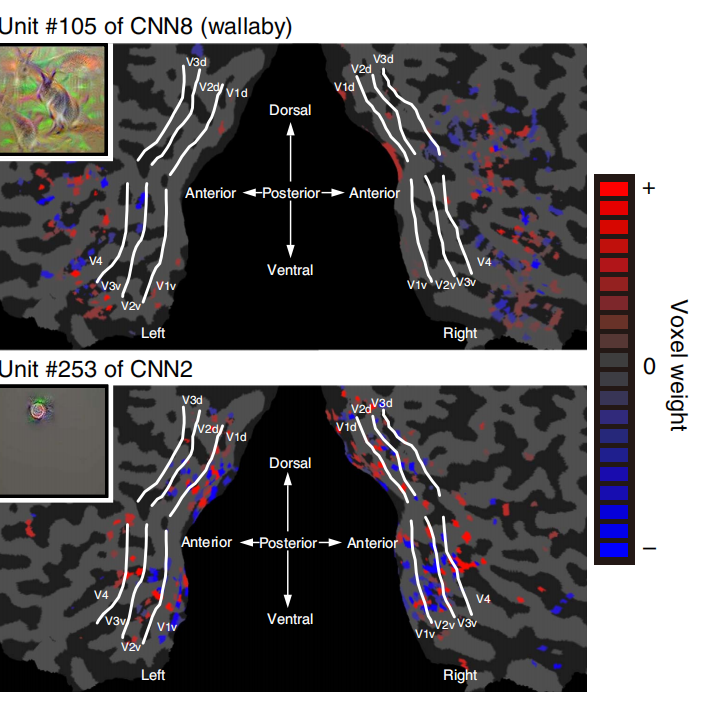 Unit #105 of CNN8 (wallaby)
V3d
V2d
V1d
V3d
V2d
V1d
Dorsal
Anterior Posterior Anterior
Ventral
V4
V3v
V2v
V1v
V4
V1v V2v V3v
Left
Right
Unit #253 of CNN2
V3d
V2d
V1d
V2d V3d
V1d
Dorsal
Anterior Posterior Anterior
Ventral
V4
V3v
V2v
V1v
V4
V1v V2v V3v
Left
Right
+
0
−
Voxel weight